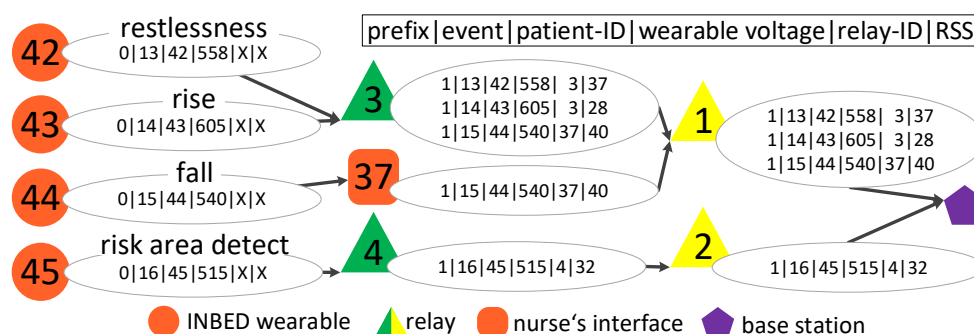 restlessness
prefix|event|patient-ID|wearable voltage|relay-ID|RSS
42
0|13|42|558|X|X
rise
43
0|14|43|605|X|X
3
1|13|42|558| 3|37
1|14|43|605| 3|28
1|15|44|540|37|40
1
1|13|42|558| 3|37
1|14|43|605| 3|28
1|15|44|540|37|40
fall
44
0|15|44|540|X|X
37
1|15|44|540|37|40
risk area detect
45
0|16|45|515|X|X
4
1|16|45|515|4|32
2
1|16|45|515|4|32
INBED wearable
relay
nurse‘s interface
base station